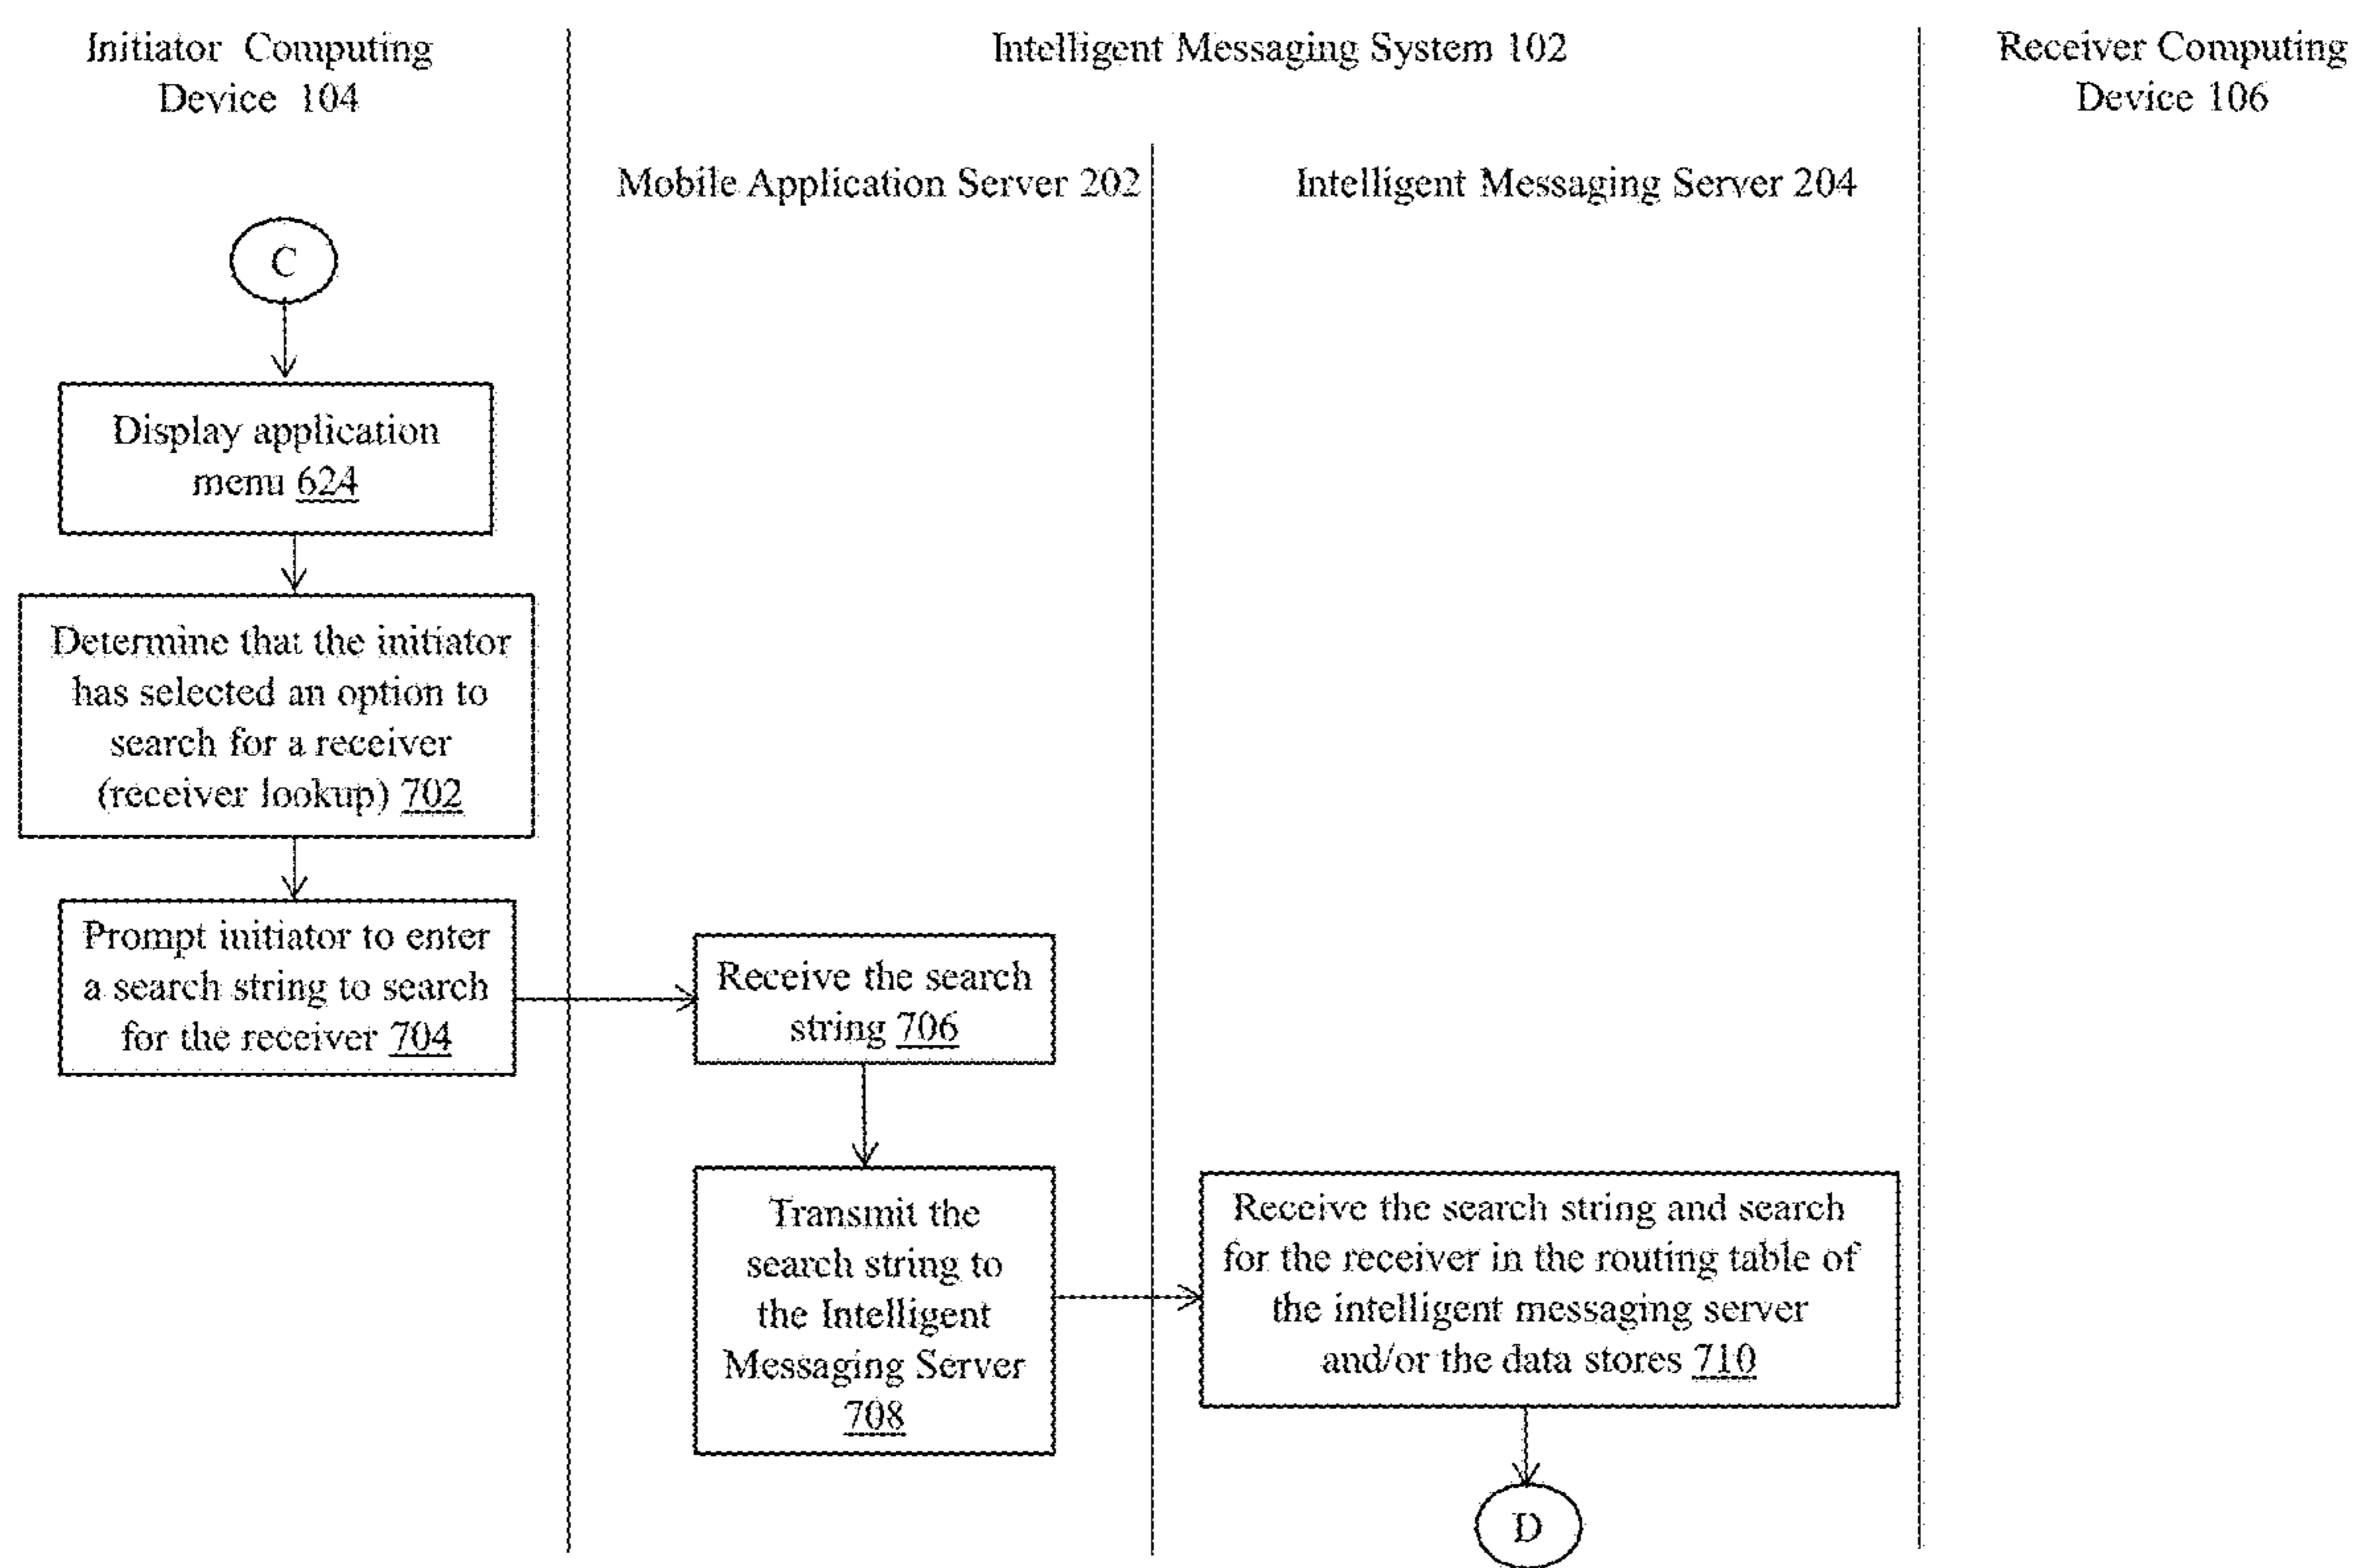 Initiator Computing
Device 104
Intelligent Messaging System 102
Receiver Computing
Device 106
Mobile Application Server 202
Intelligent Messaging Server 204
C
Display application
menu 624
Determine that the initiator
has selected an option to
search for a receiver
(receiver lookup) 702
Prompt initiator to enter
a search string to search
for the receiver 704
Receive the search
string 706
Transmit the
search string to
the Intelligent
Messaging Server
708
Receive the search string and search
for the receiver in the routing table of
the intelligent messaging server
and/or the data stores 710
D